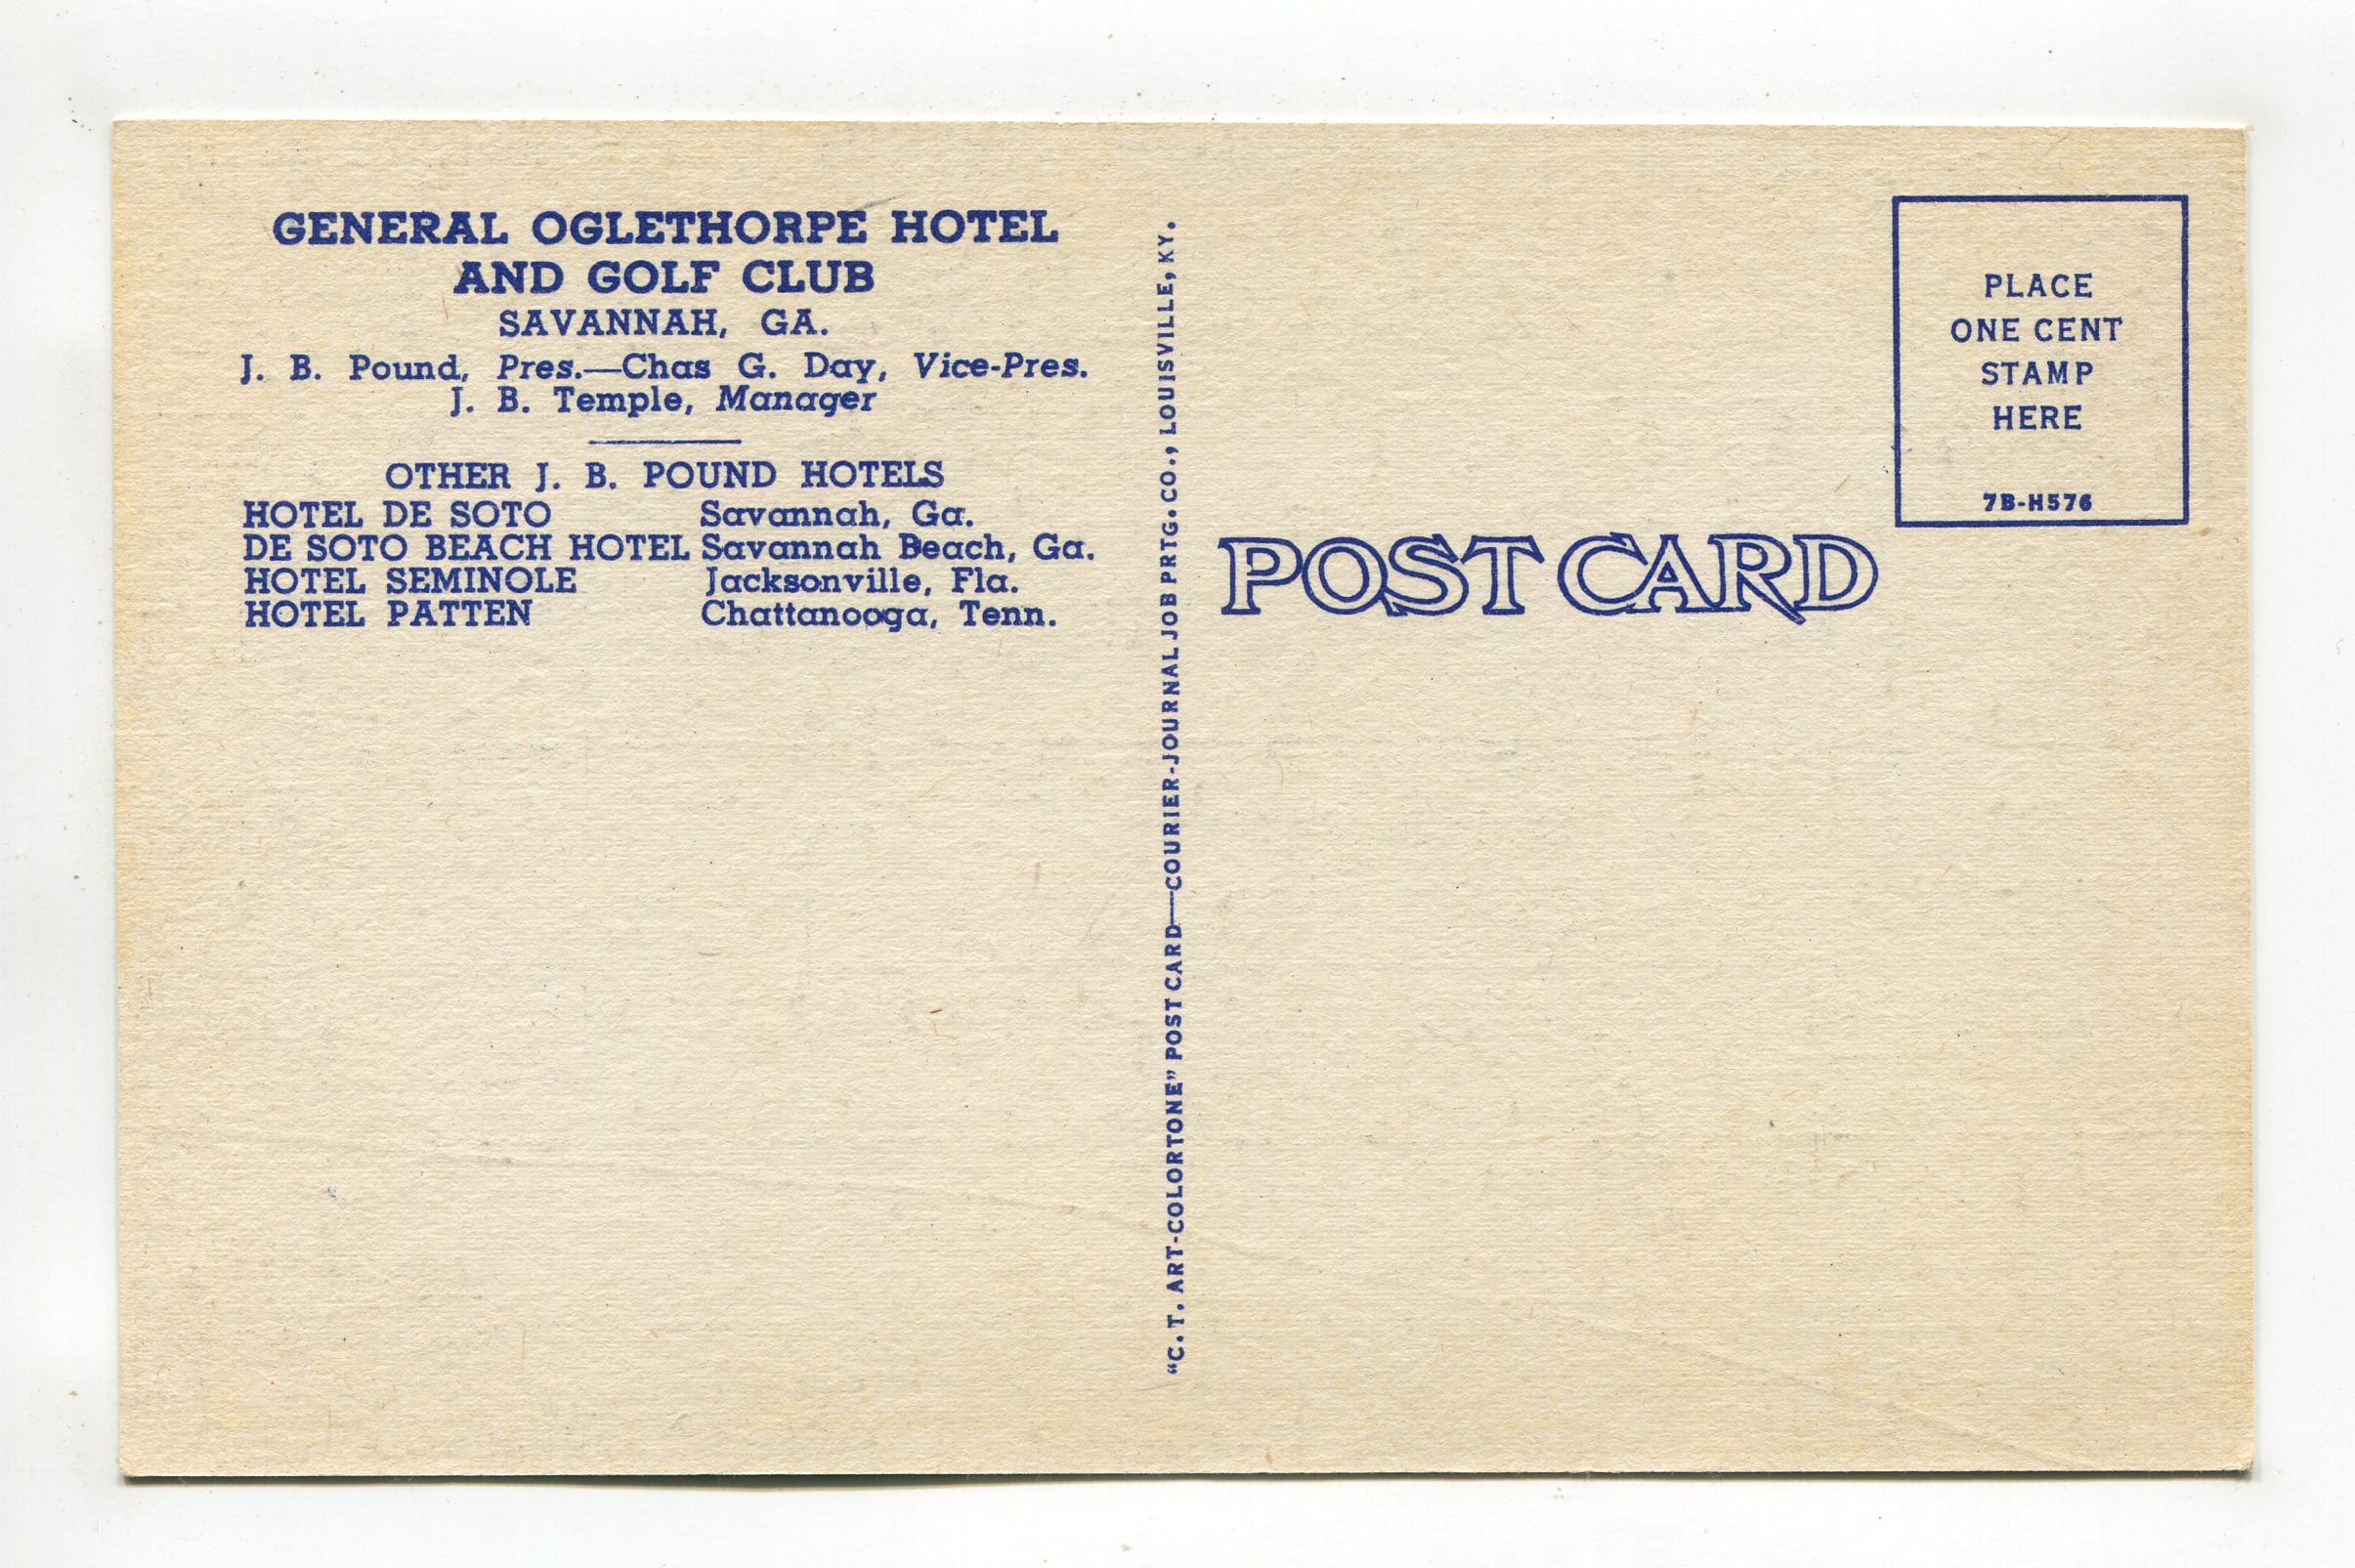 GENERAL OGLETHORPE HOTEL
AND GOLF CLUB
SAVANNAH, GA.
J. B. Pound, Pres.—Chas G. Day, Vice-Pres.
J. B. Temple, Manager
OTHER J. B. POUND HOTELS
HOTEL DE SOTO Savannah, Ga.
DE SOTO BEACH HOTEL Savannah Beach, Ga.
HOTEL SEMINOLE Jacksonville, Fla.
HOTEL PATTEN Chattanooga, Tenn.
“C. T. ART-COLORTONE” POST CARD—COURIER-JOURNAL JOB PRTG. CO., LOUISVILLE, KY.
PLACE
ONE CENT
STAMP
HERE
7B-H576
POST CARD